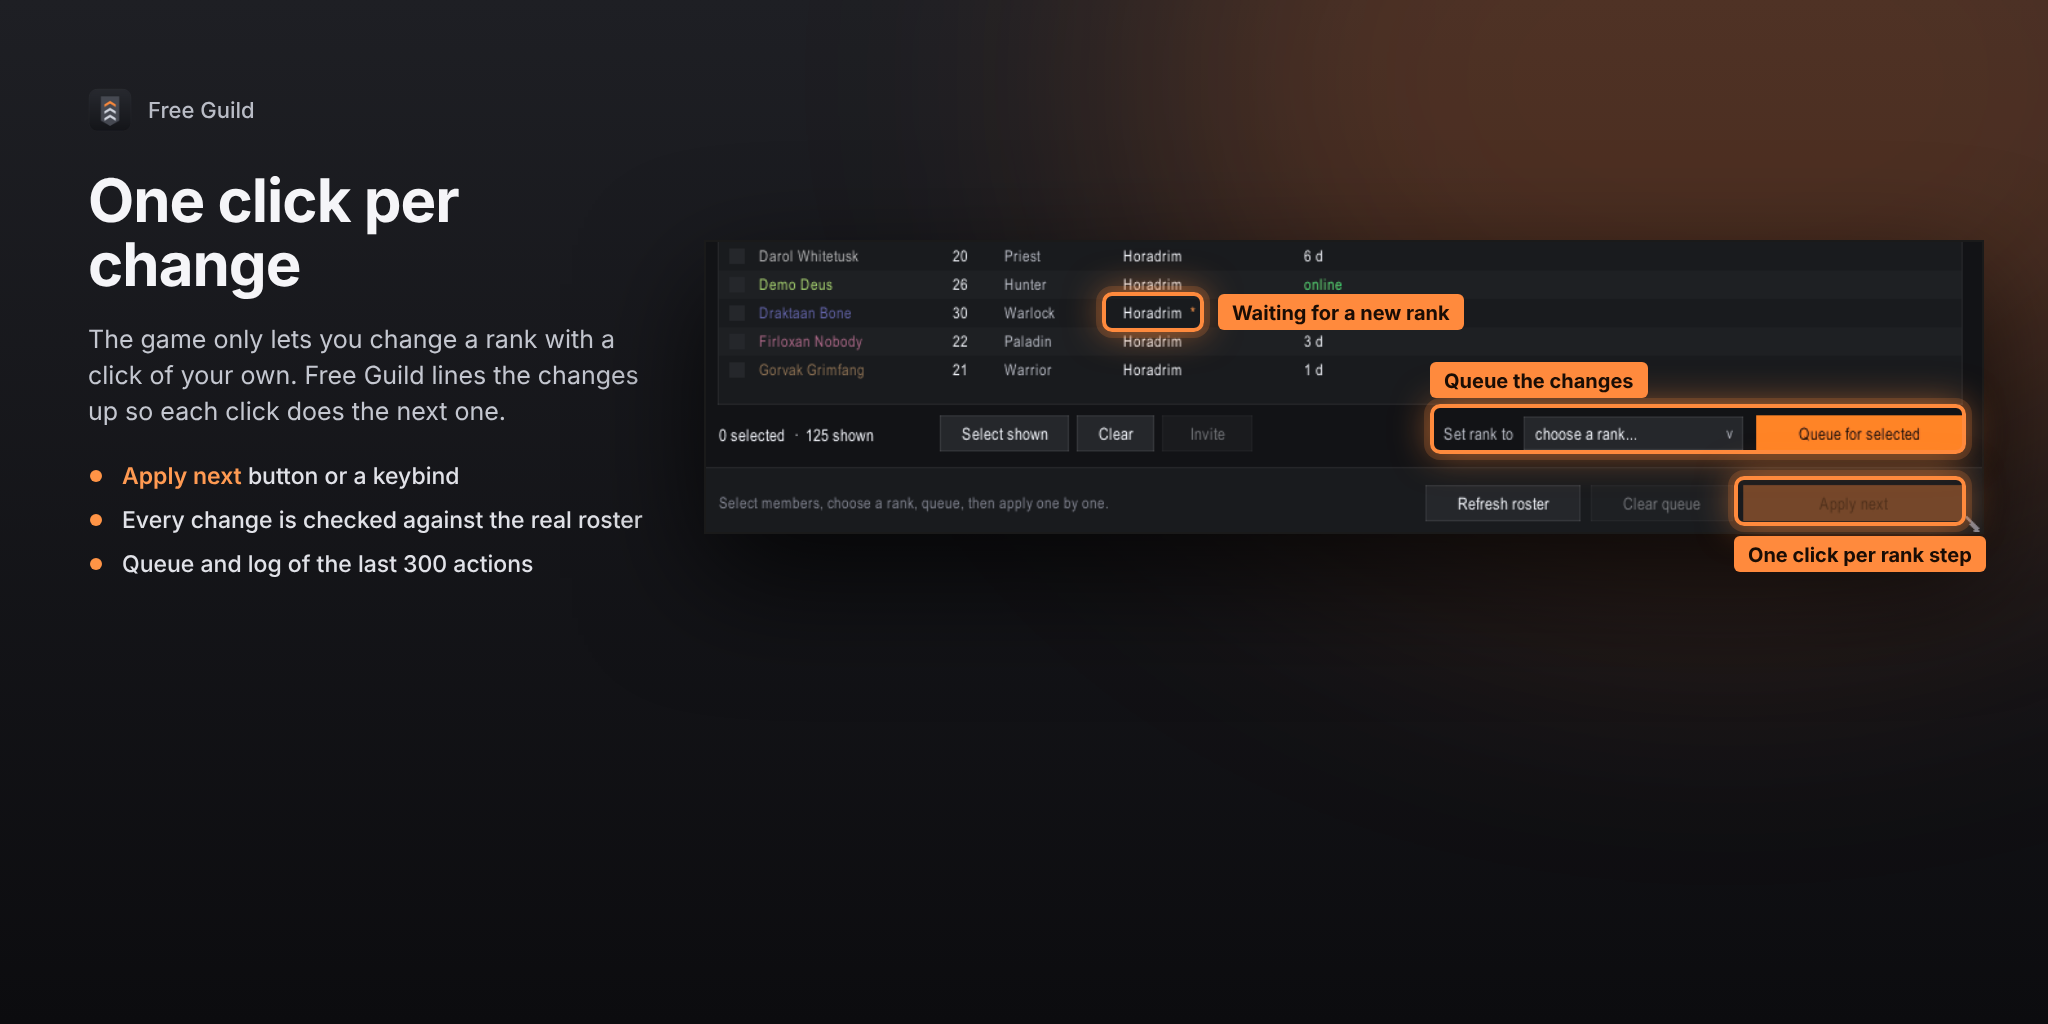 Free Guild
One click per
change
The game only lets you change a rank with a
click of your own. Free Guild lines the changes
up so each click does the next one.
Apply next button or a keybind
Every change is checked against the real roster
Queue and log of the last 300 actions
Darol Whitetusk 20 Priest Horadrim 6 d
Demo Deus 26 Hunter Horadrim online
Draktaan Bone 30 Warlock Horadrim * Waiting for a new rank
Firloxan Nobody 22 Paladin Horadrim 3 d
Gorvak Grimfang 21 Warrior Horadrim 1 d
Queue the changes
0 selected · 125 shown Select shown Clear Invite Set rank to choose a rank... v Queue for selected
Select members, choose a rank, queue, then apply one by one. Refresh roster Clear queue Apply next
One click per rank step